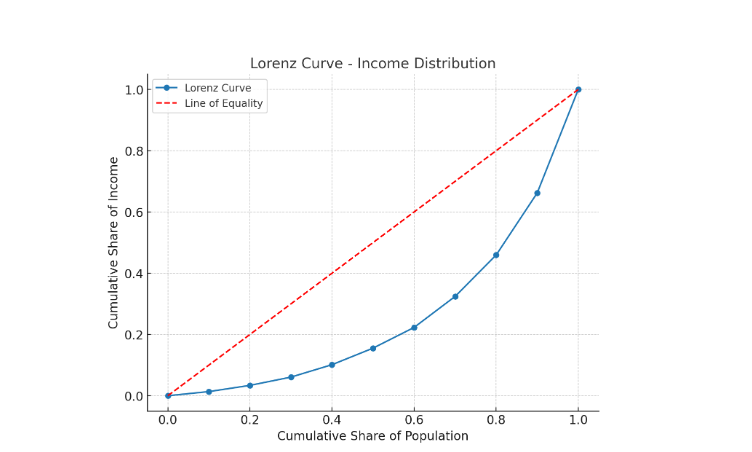 Lorenz Curve - Income Distribution
Lorenz Curve
Line of Equality
Cumulative Share of Income
1.0
0.8
0.6
0.4
0.2
0.0
0.0 0.2 0.4 0.6 0.8 1.0
Cumulative Share of Population